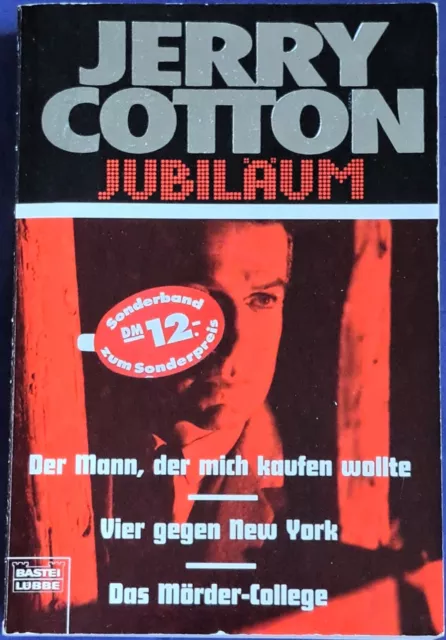 JERRY
COTTON
JUBILÄUM
Sonderband
DM 12.-
zum Sonderpreis
Der Mann, der mich kaufen wollte
Vier gegen New York
Das Mörder-College
BASTEI
LÜBBE